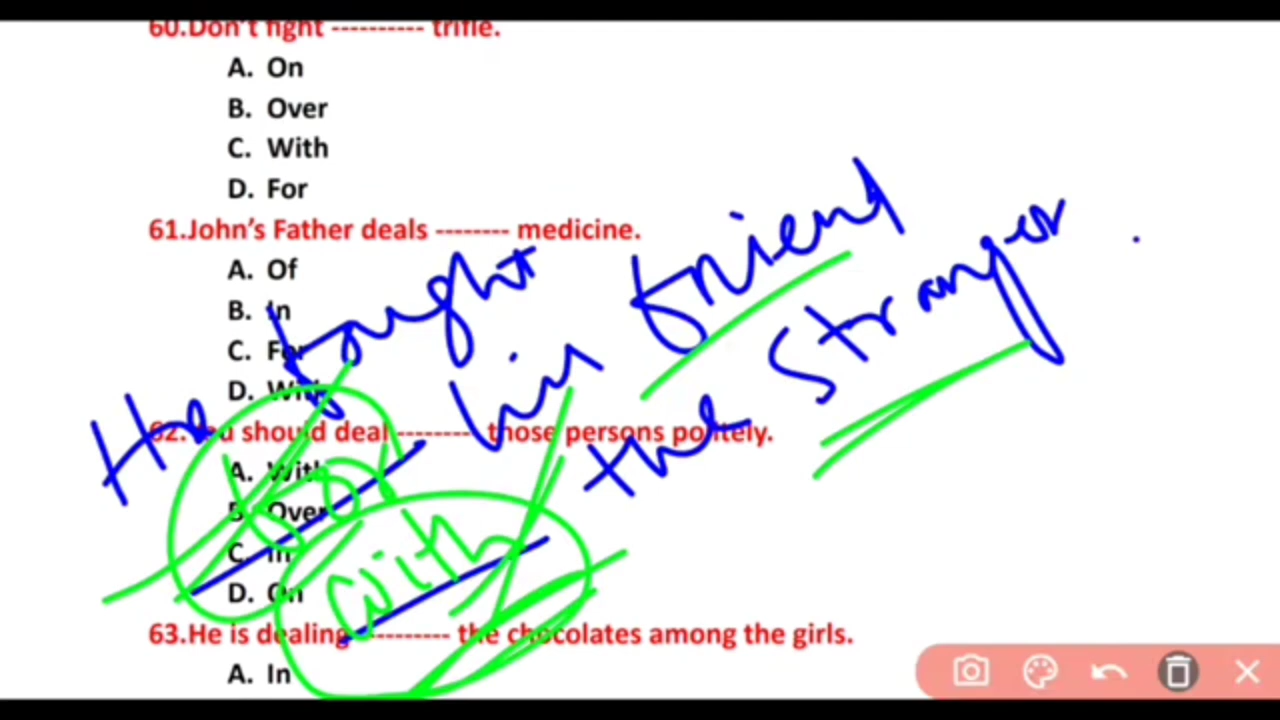 60.Don't fight ---------- trifle.
A. On
B. Over
C. With
D. For
61.John's Father deals -------- medicine.
A. Of
B. In
C. For
D. With
62.You should deal -------- those persons politely.
A. With
B. Over
C. In
D. On
63.He is dealing ---------- the chocolates among the girls.
A. In
He fought
his friend
with
the stranger